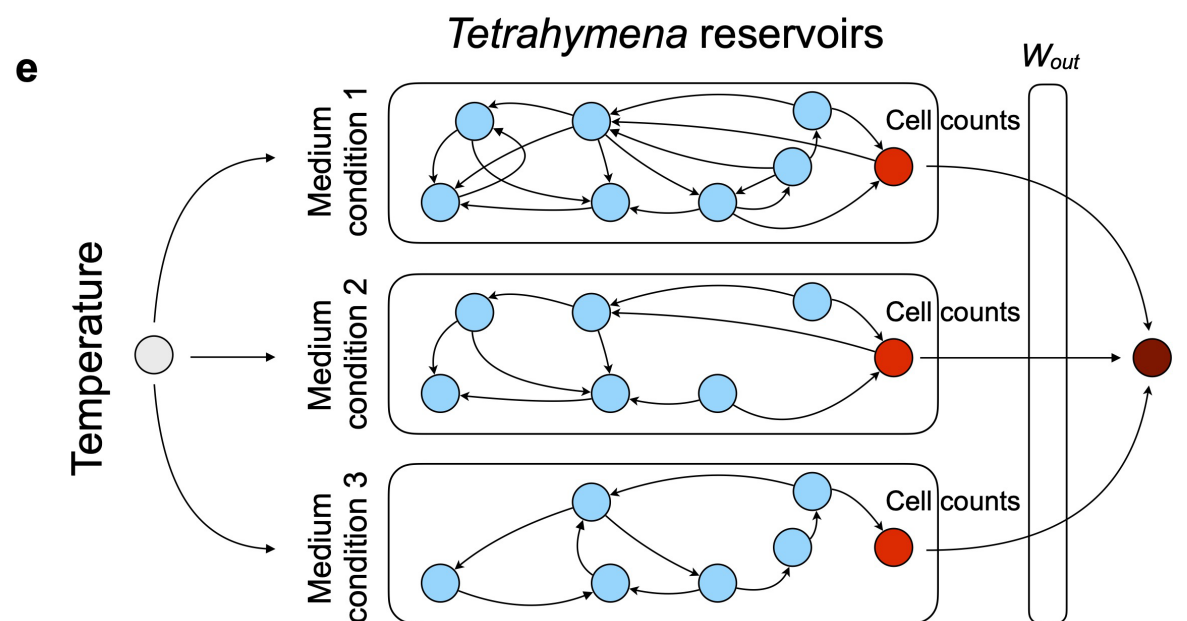 Tetrahymena reservoirs
e
Wout
Temperature
Medium
condition 1
Cell counts
Medium
condition 2
Cell counts
Medium
condition 3
Cell counts